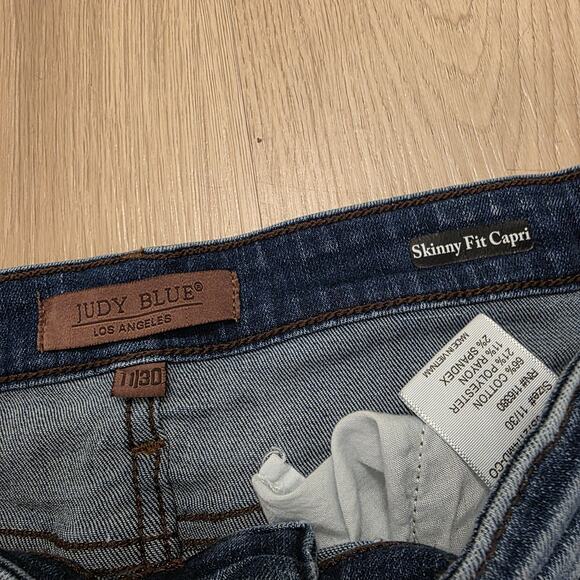 JUDY BLUE®
LOS ANGELES
11/30
Skinny Fit Capri
Size# 11/30
RN# 116380
66% COTTON
21% POLYESTER
11% RAYON
2% SPANDEX
MADE IN VIETNAM